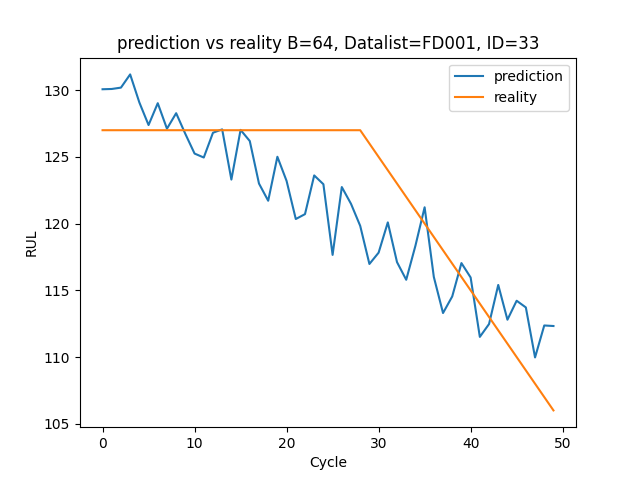 prediction vs reality B=64, Datalist=FD001, ID=33
prediction
reality
RUL
130
125
120
115
110
105
0 10 20 30 40 50
Cycle